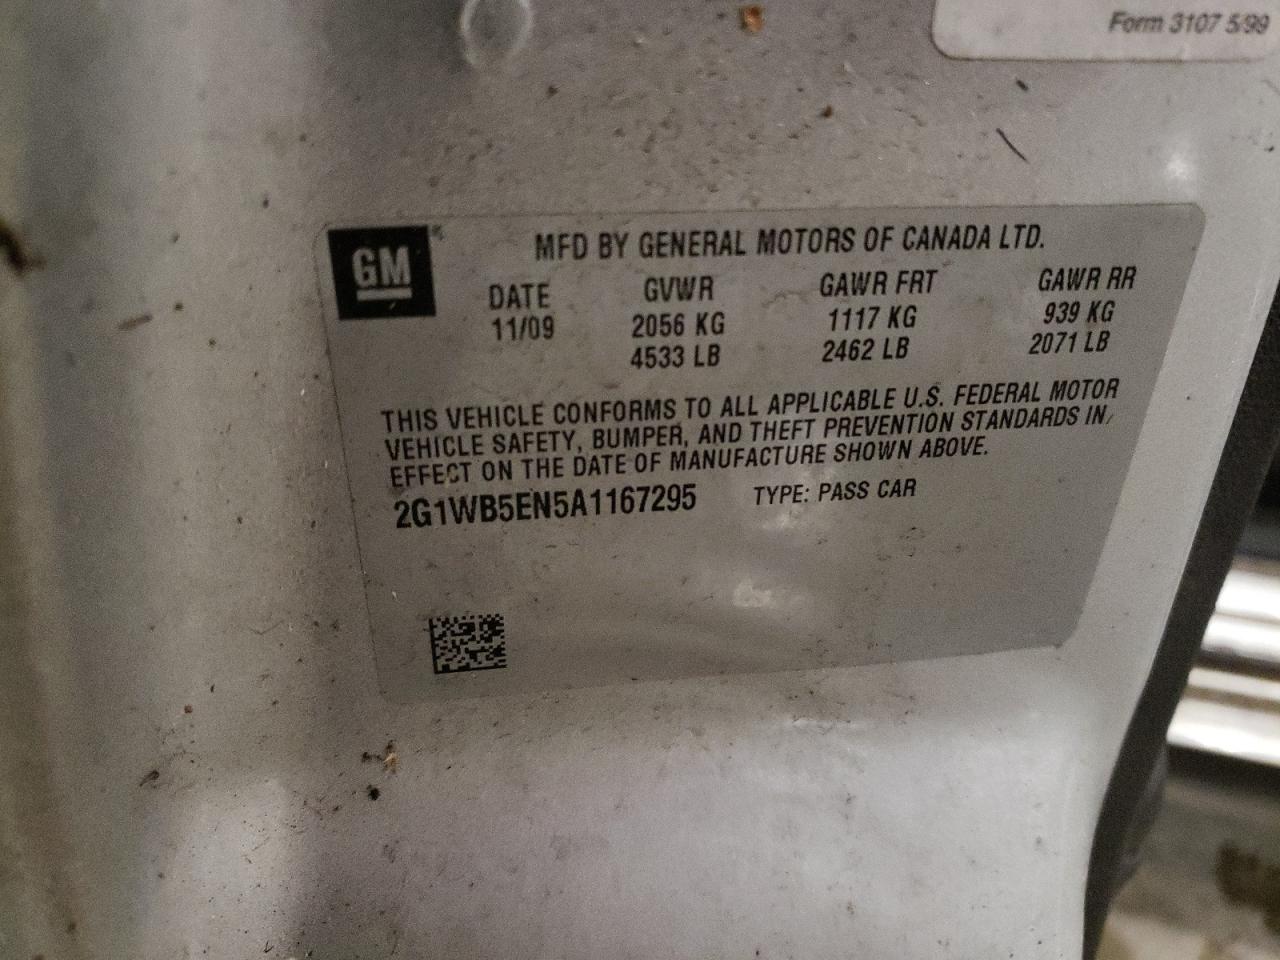 Form 3107 5/99
GM®
MFD BY GENERAL MOTORS OF CANADA LTD.
DATE GVWR GAWR FRT GAWR RR
11/09 2056 KG 1117 KG 939 KG
4533 LB 2462 LB 2071 LB
THIS VEHICLE CONFORMS TO ALL APPLICABLE U.S. FEDERAL MOTOR
VEHICLE SAFETY, BUMPER, AND THEFT PREVENTION STANDARDS IN
EFFECT ON THE DATE OF MANUFACTURE SHOWN ABOVE.
2G1WB5EN5A1167295 TYPE: PASS CAR